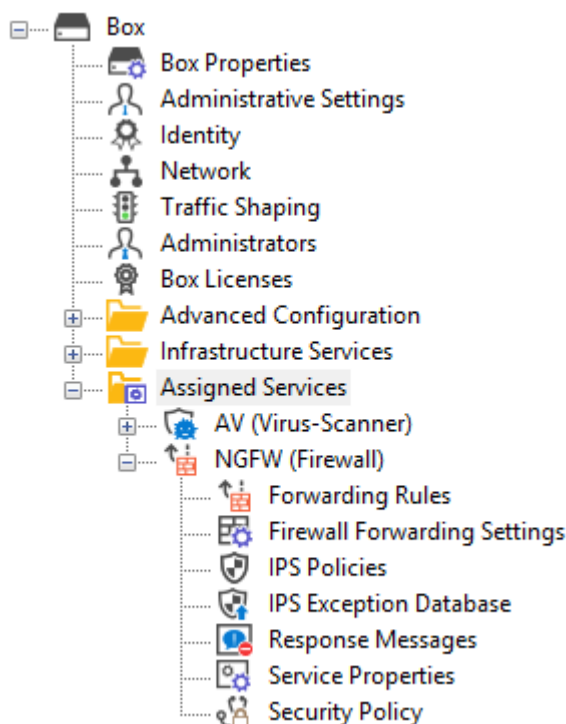 Box
Box Properties
Administrative Settings
Identity
Network
Traffic Shaping
Administrators
Box Licenses
Advanced Configuration
Infrastructure Services
Assigned Services
AV (Virus-Scanner)
NGFW (Firewall)
Forwarding Rules
Firewall Forwarding Settings
IPS Policies
IPS Exception Database
Response Messages
Service Properties
Security Policy